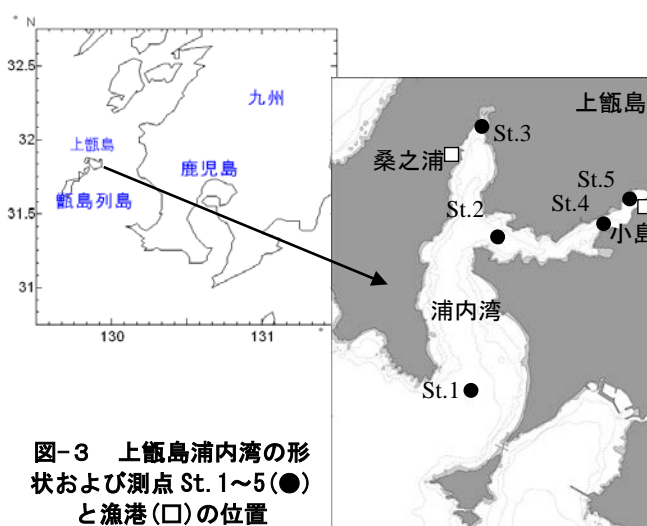 ° N
32.5
九州
32
上甑島
鹿児島
31.5
甑島列島
31
130
131
°
上甑島
St.3
桑之浦
St.5
St.2
St.4
小島
浦内湾
St.1
図-3 上甑島浦内湾の形
状および測点 St.1~5(●)
と漁港(□)の位置